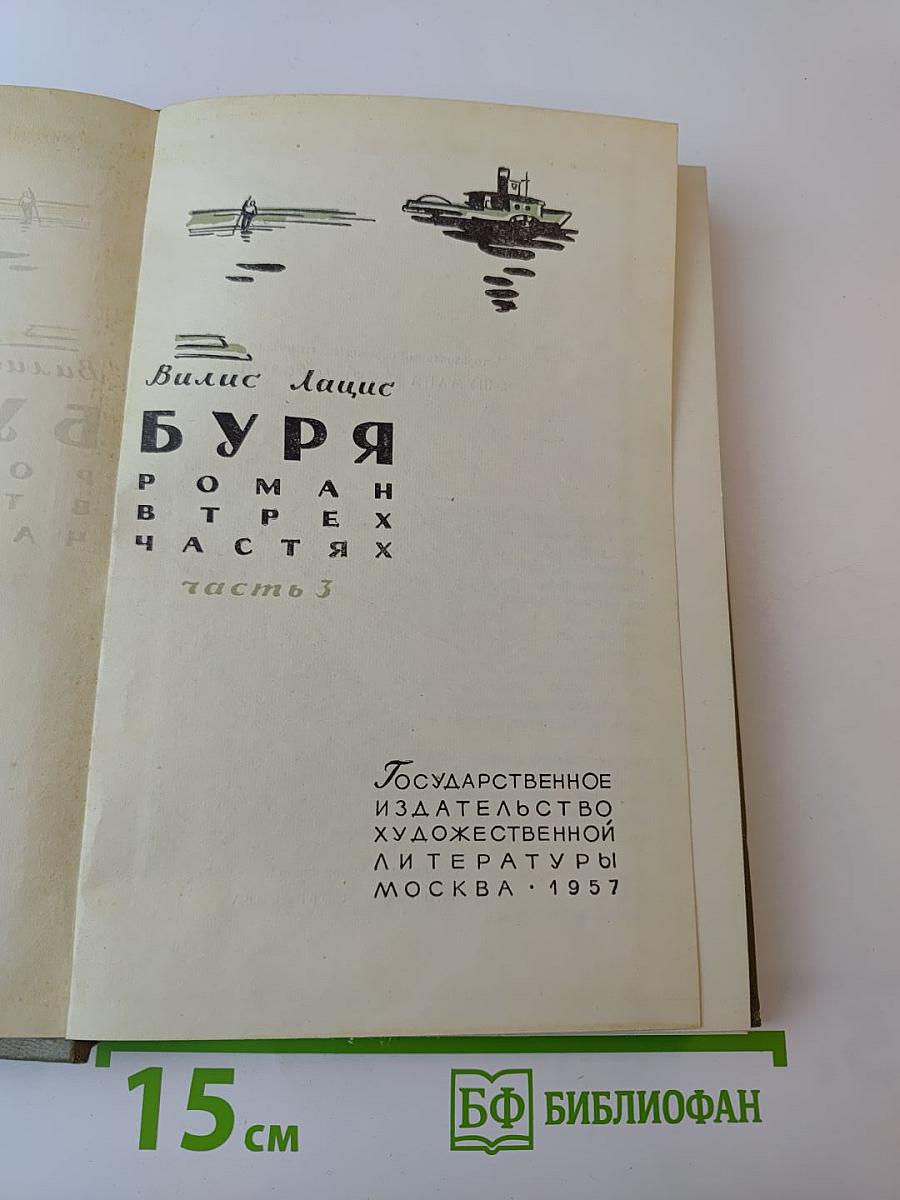 Вилис Лацис
БУРЯ
РОМАН
В ТРЕХ
ЧАСТЯХ
часть 3
ГОСУДАРСТВЕННОЕ
ИЗДАТЕЛЬСТВО
ХУДОЖЕСТВЕННОЙ
ЛИТЕРАТУРЫ
МОСКВА · 1957
15 см
БФ БИБЛИОФАН